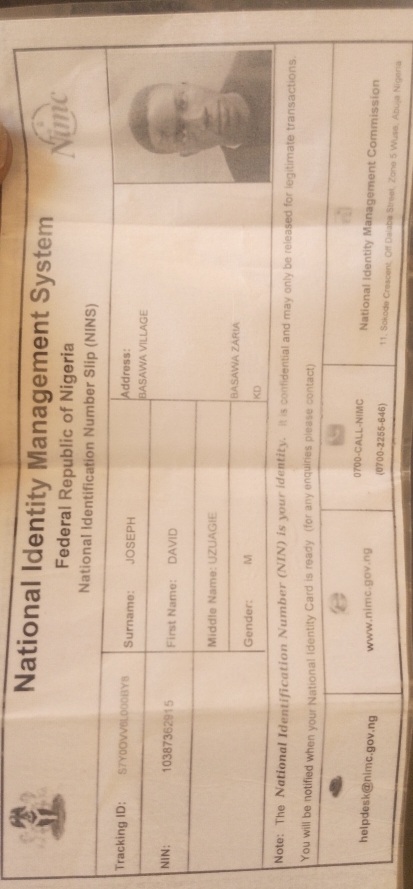 National Identity Management System
Federal Republic of Nigeria
National Identification Number Slip (NINS)
Nimc
Tracking ID:
Surname: JOSEPH
Address:
BASAWA VILLAGE
NIN: 10387362915
First Name: DAVID
Middle Name: UZUAGIE
Gender: M
BASAWA ZARIA
KD
Note: The National Identification Number (NIN) is your identity. It is confidential and may only be released for legitimate transactions.
You will be notified when your National Identity Card is ready (for any enquiries please contact)
helpdesk@nimc.gov.ng
www.nimc.gov.ng
0700-CALL-NIMC
(0700-2255-646)
National Identity Management Commission
11, Sokode Crescent, Off Dalaba Street, Zone 5 Wuse, Abuja Nigeria